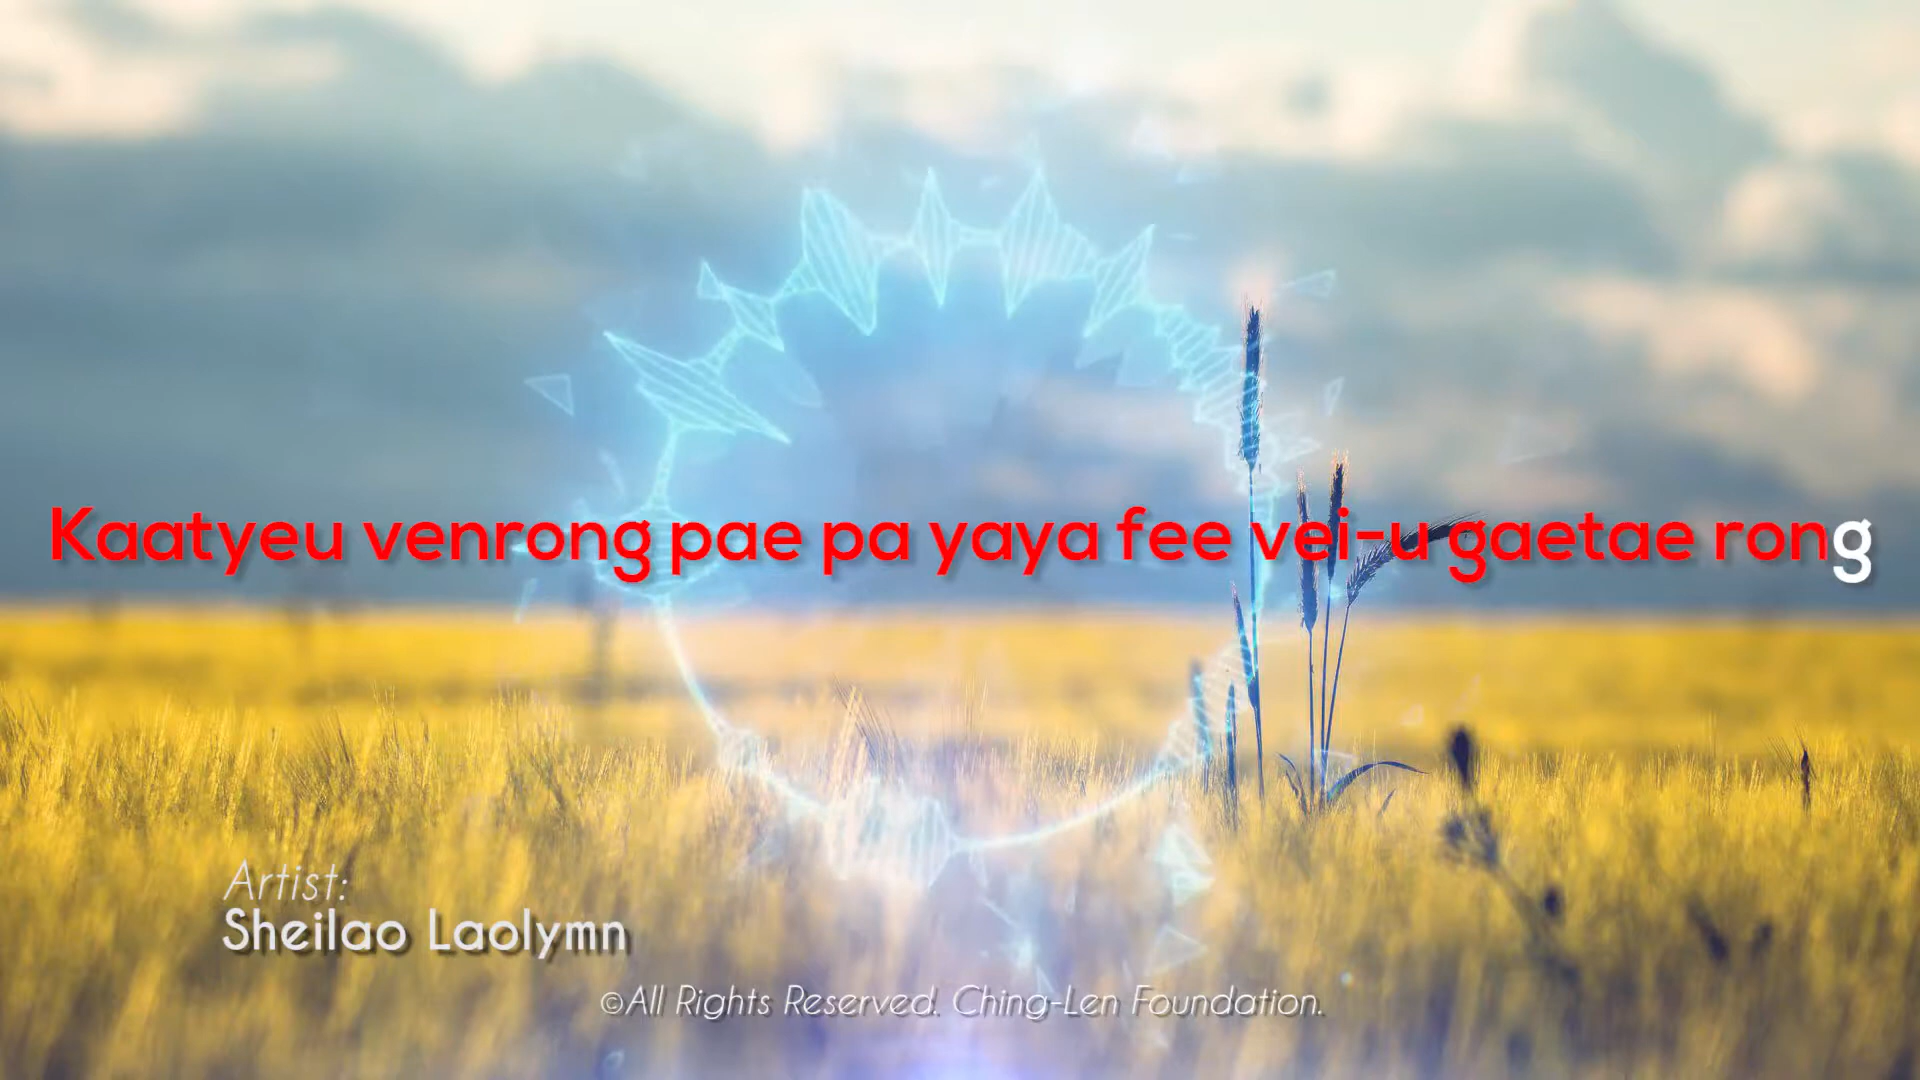 Kaatyeu venrong pae pa yaya fee vei-u gaetae rong
Artist:
Sheilao Laolymn
©All Rights Reserved. Ching-Len Foundation.